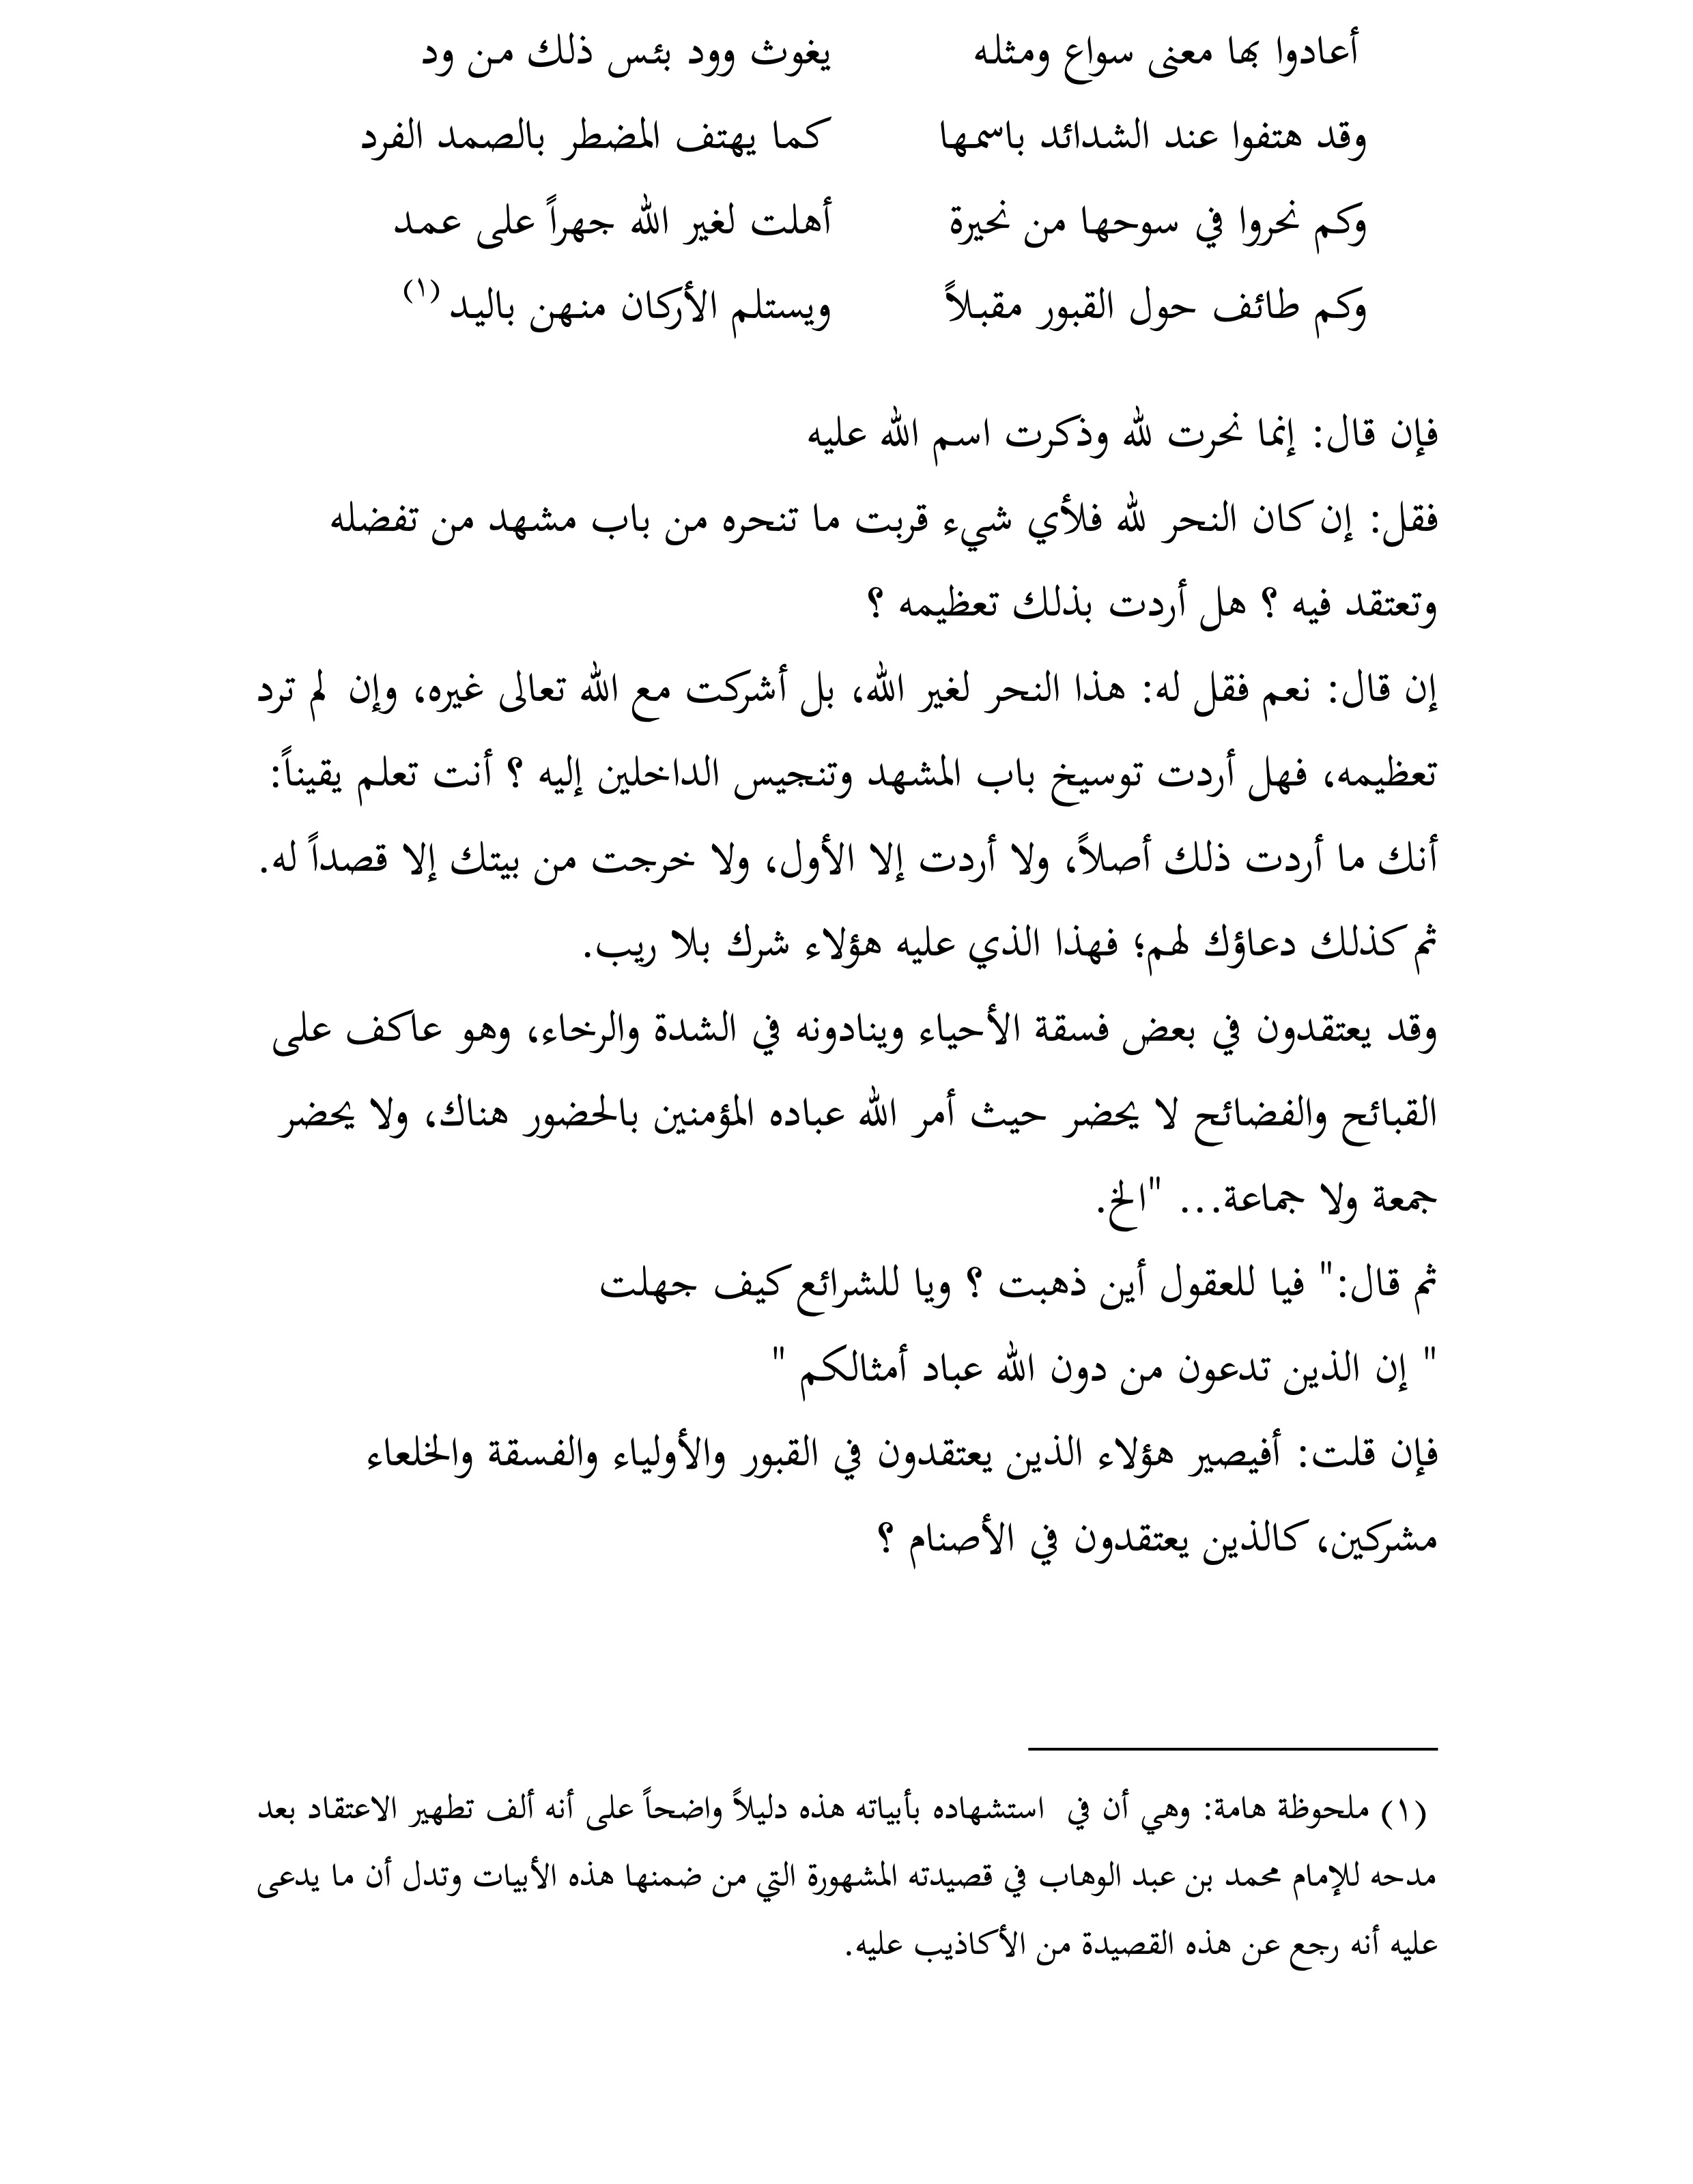 أعادوا بها معنى سواع ومثله يغوث وود بئس ذلك من ود
وقد هتفوا عند الشدائد باسمها كما يهتف المضطر بالصمد الفرد
وكم نحروا في سوحها من نحيرة أهلت لغير الله جهراً على عمد
وكم طائف حول القبور مقبلاً ويستلم الأركان منهن باليد (١)
فإن قال: إنما نحرت لله وذكرت اسم الله عليه
فقل: إن كان النحر لله فلأي شيء قربت ما تنحره من باب مشهد من تفضله
وتعتقد فيه ؟ هل أردت بذلك تعظيمه ؟
إن قال: نعم فقل له: هذا النحر لغير الله، بل أشركت مع الله تعالى غيره، وإن لم ترد
تعظيمه، فهل أردت توسيخ باب المشهد وتنجيس الداخلين إليه ؟ أنت تعلم يقيناً:
أنك ما أردت ذلك أصلاً، ولا أردت إلا الأول، ولا خرجت من بيتك إلا قصداً له.
ثم كذلك دعاؤك لهم؛ فهذا الذي عليه هؤلاء شرك بلا ريب.
وقد يعتقدون في بعض فسقة الأحياء وينادونه في الشدة والرخاء، وهو عاكف على
القبائح والفضائح لا يحضر حيث أمر الله عباده المؤمنين بالحضور هناك، ولا يحضر
جمعة ولا جماعة... "الخ.
ثم قال:" فيا للعقول أين ذهبت ؟ ويا للشرائع كيف جهلت
" إن الذين تدعون من دون الله عباد أمثالكم "
فإن قلت: أفيصير هؤلاء الذين يعتقدون في القبور والأولياء والفسقة والخلعاء
مشركين، كالذين يعتقدون في الأصنام ؟
(١) ملحوظة هامة: وهي أن في استشهاده بأبياته هذه دليلاً واضحاً على أنه ألف تطهير الاعتقاد بعد
مدحه للإمام محمد بن عبد الوهاب في قصيدته المشهورة التي من ضمنها هذه الأبيات وتدل أن ما يدعى
عليه أنه رجع عن هذه القصيدة من الأكاذيب عليه.